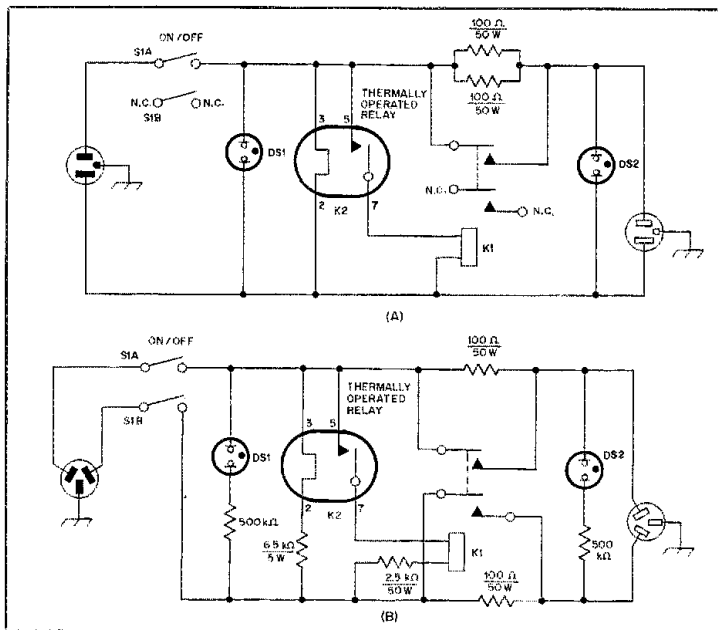 ON/OFF
S1A
N.C.
N.C.
S1B
DS1
THERMALLY
OPERATED
RELAY
3
5
2
7
K2
100 Ω
50 W
100 Ω
50 W
N.C.
N.C.
K1
DS2
(A)
ON/OFF
S1A
S1B
DS1
500 kΩ
THERMALLY
OPERATED
RELAY
3
5
2
7
K2
6.5 kΩ
5 W
2.5 kΩ
50 W
K1
100 Ω
50 W
100 Ω
50 W
DS2
500
kΩ
(B)